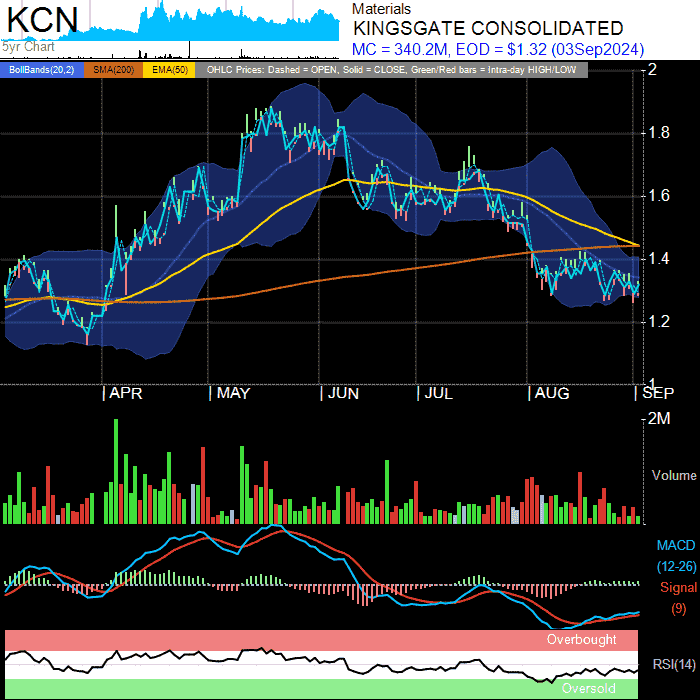 KCN
Materials
KINGSGATE CONSOLIDATED
5yr Chart
MC = 340.2M, EOD = $1.32 (03Sep2024)
BollBands(20,2) SMA(200) EMA(50) OHLC Prices: Dashed = OPEN, Solid = CLOSE, Green/Red bars = Intra-day HIGH/LOW
2
1.8
1.6
1.4
1.2
1
APR MAY JUN JUL AUG SEP
2M
Volume
MACD
(12-26)
Signal
(9)
Overbought
RSI(14)
Oversold